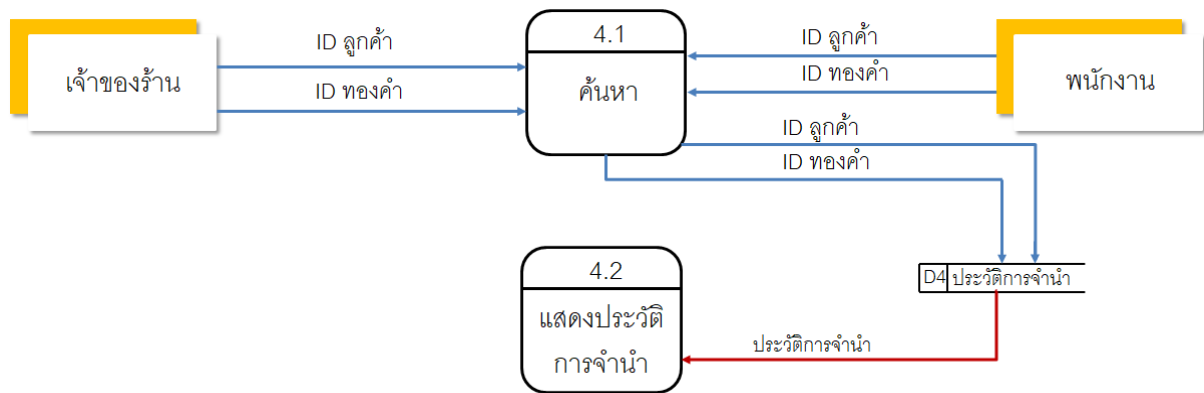 4.1
ID ลูกค้า
ID ลูกค้า
เจ้าของร้าน
ID ทองคำ
ค้นหา
ID ทองคำ
พนักงาน
ID ลูกค้า
ID ทองคำ
4.2
D4 ประวัติการจำนำ
แสดงประวัติ
การจำนำ
ประวัติการจำนำ